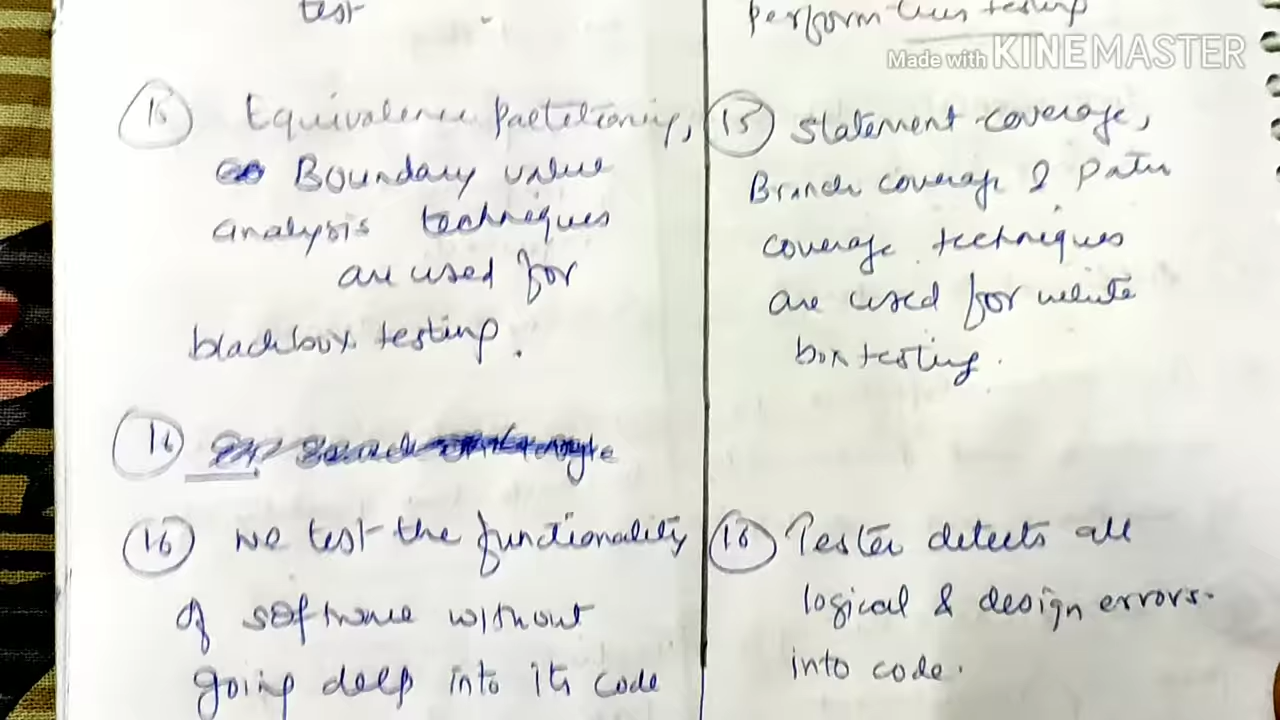 test
perform this testing
Made with KINEMASTER
15 Equivalence Partitioning,
Boundary value
analysis techniques
are used for
blackbox testing.
15 Statement coverage,
Branch coverage & Path
coverage techniques
are used for white
box testing.
16
16 We test the functionality
of software without
going deep into its code
16 Tester detects all
logical & design errors.
into code.